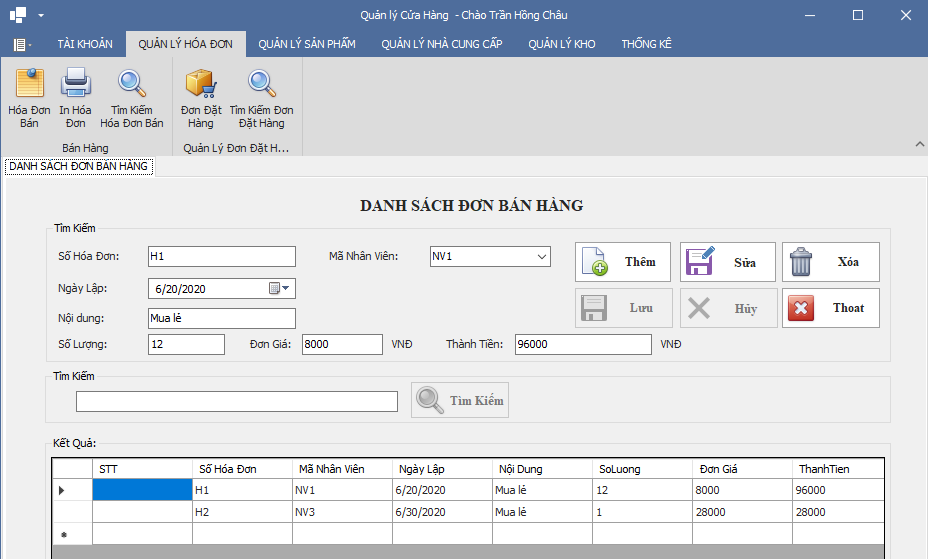 Quản lý Cửa Hàng - Chào Trần Hồng Châu
TÀI KHOẢN QUẢN LÝ HÓA ĐƠN QUẢN LÝ SẢN PHẨM QUẢN LÝ NHÀ CUNG CẤP QUẢN LÝ KHO THỐNG KÊ
Hóa Đơn Bán
In Hóa Đơn
Tìm Kiếm Hóa Đơn Bán
Đơn Đặt Hàng
Tìm Kiếm Đơn Đặt Hàng
Bán Hàng Quản Lý Đơn Đặt H...
DANH SÁCH ĐƠN BÁN HÀNG
DANH SÁCH ĐƠN BÁN HÀNG
Tìm Kiếm
Số Hóa Đơn: H1 Mã Nhân Viên: NV1 Thêm Sửa Xóa
Ngày Lập: 6/20/2020
Nội dung: Mua lẻ Lưu Hủy Thoat
Số Lượng: 12 Đơn Giá: 8000 VNĐ Thành Tiền: 96000 VNĐ
Tìm Kiếm
Tìm Kiếm
Kết Quả:
STT Số Hóa Đơn Mã Nhân Viên Ngày Lập Nội Dung SoLuong Đơn Giá ThanhTien
H1 NV1 6/20/2020 Mua lẻ 12 8000 96000
H2 NV3 6/30/2020 Mua lẻ 1 28000 28000